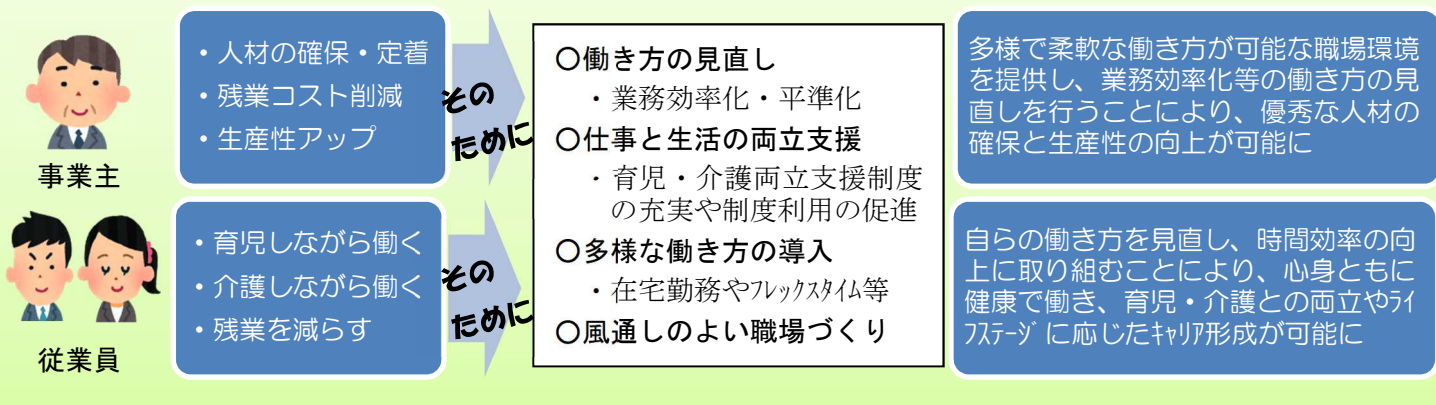 ・人材の確保・定着
・残業コスト削減
・生産性アップ
事業主
その
ために
・育児しながら働く
・介護しながら働く
・残業を減らす
従業員
その
ために
〇働き方の見直し
・業務効率化・平準化
〇仕事と生活の両立支援
・育児・介護両立支援制度
の充実や制度利用の促進
〇多様な働き方の導入
・在宅勤務やフレックスタイム等
〇風通しのよい職場づくり
多様で柔軟な働き方が可能な職場環境
を提供し、業務効率化等の働き方の見
直しを行うことにより、優秀な人材の
確保と生産性の向上が可能に
自らの働き方を見直し、時間効率の向
上に取り組むことにより、心身ともに
健康で働き、育児・介護との両立やライ
フステージに応じたキャリア形成が可能に